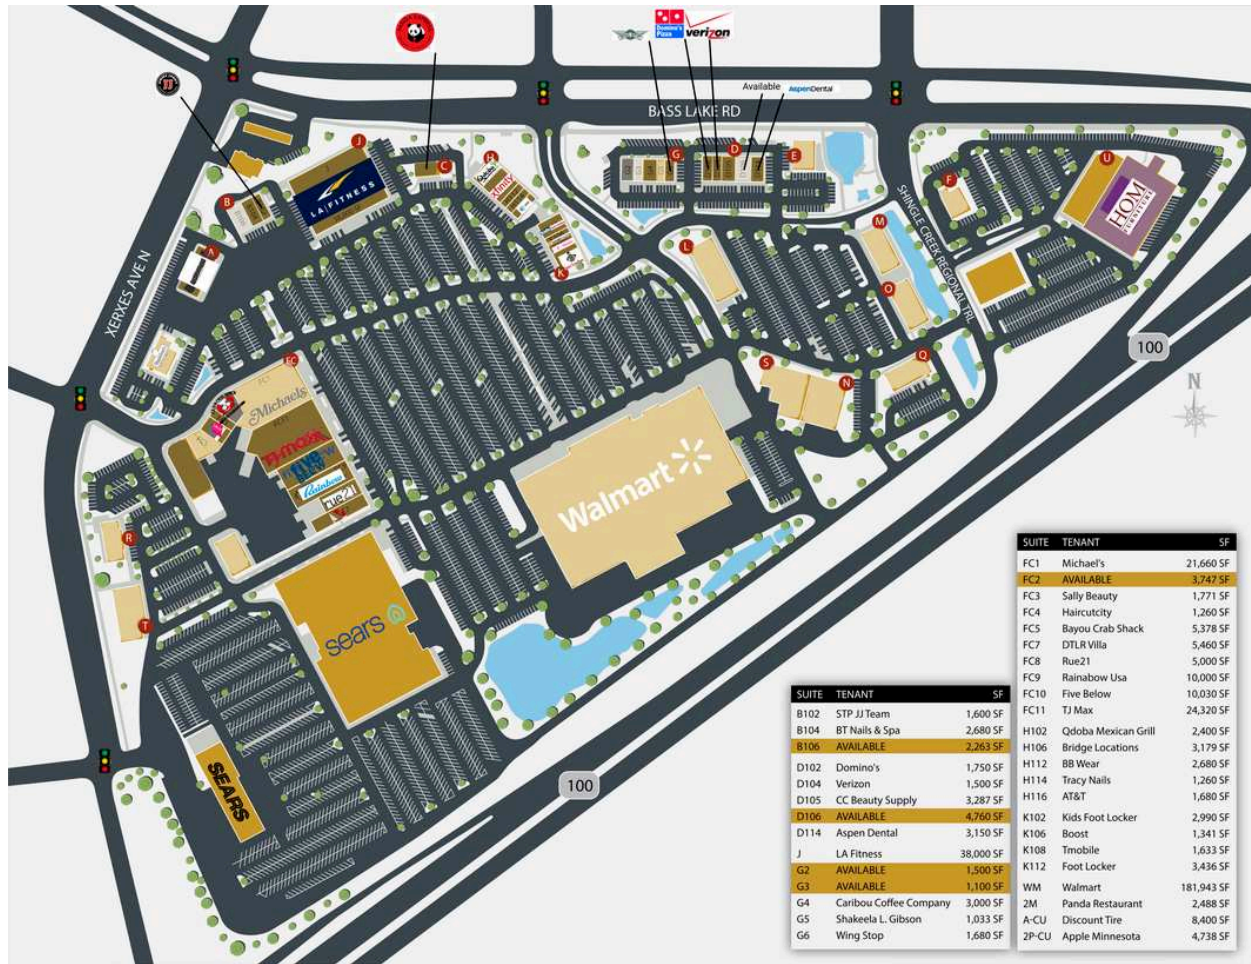 Domino's
Pizza
verizon
Available
AspenDental
BASS LAKE RD
J
G
D
E
H
C
B
A
F
U
LA|FITNESS
xfinity
HOM
FURNITURE
K
L
M
O
SHINGLE CREEK REGIONAL TRL
XERXES AVE N
100
N
FC
FC1
Michaels
S
N
Q
T·J·maxx
Rainbow
rue21
Walmart
R
T
sears
SEARS
100
SUITE TENANT SF
B102 STP JJ Team 1,600 SF
B104 BT Nails & Spa 2,680 SF
B106 AVAILABLE 2,263 SF
D102 Domino's 1,750 SF
D104 Verizon 1,500 SF
D105 CC Beauty Supply 3,287 SF
D106 AVAILABLE 4,760 SF
D114 Aspen Dental 3,150 SF
J LA Fitness 38,000 SF
G2 AVAILABLE 1,500 SF
G3 AVAILABLE 1,100 SF
G4 Caribou Coffee Company 3,000 SF
G5 Shakeela L. Gibson 1,033 SF
G6 Wing Stop 1,680 SF
SUITE TENANT SF
FC1 Michael's 21,660 SF
FC2 AVAILABLE 3,747 SF
FC3 Sally Beauty 1,771 SF
FC4 Haircutcity 1,260 SF
FC5 Bayou Crab Shack 5,378 SF
FC7 DTLR Villa 5,460 SF
FC8 Rue21 5,000 SF
FC9 Rainabow Usa 10,000 SF
FC10 Five Below 10,030 SF
FC11 TJ Max 24,320 SF
H102 Qdoba Mexican Grill 2,400 SF
H106 Bridge Locations 3,179 SF
H112 BB Wear 2,680 SF
H114 Tracy Nails 1,260 SF
H116 AT&T 1,680 SF
K102 Kids Foot Locker 2,990 SF
K106 Boost 1,341 SF
K108 Tmobile 1,633 SF
K112 Foot Locker 3,436 SF
WM Walmart 181,943 SF
2M Panda Restaurant 2,488 SF
A-CU Discount Tire 8,400 SF
2P-CU Apple Minnesota 4,738 SF